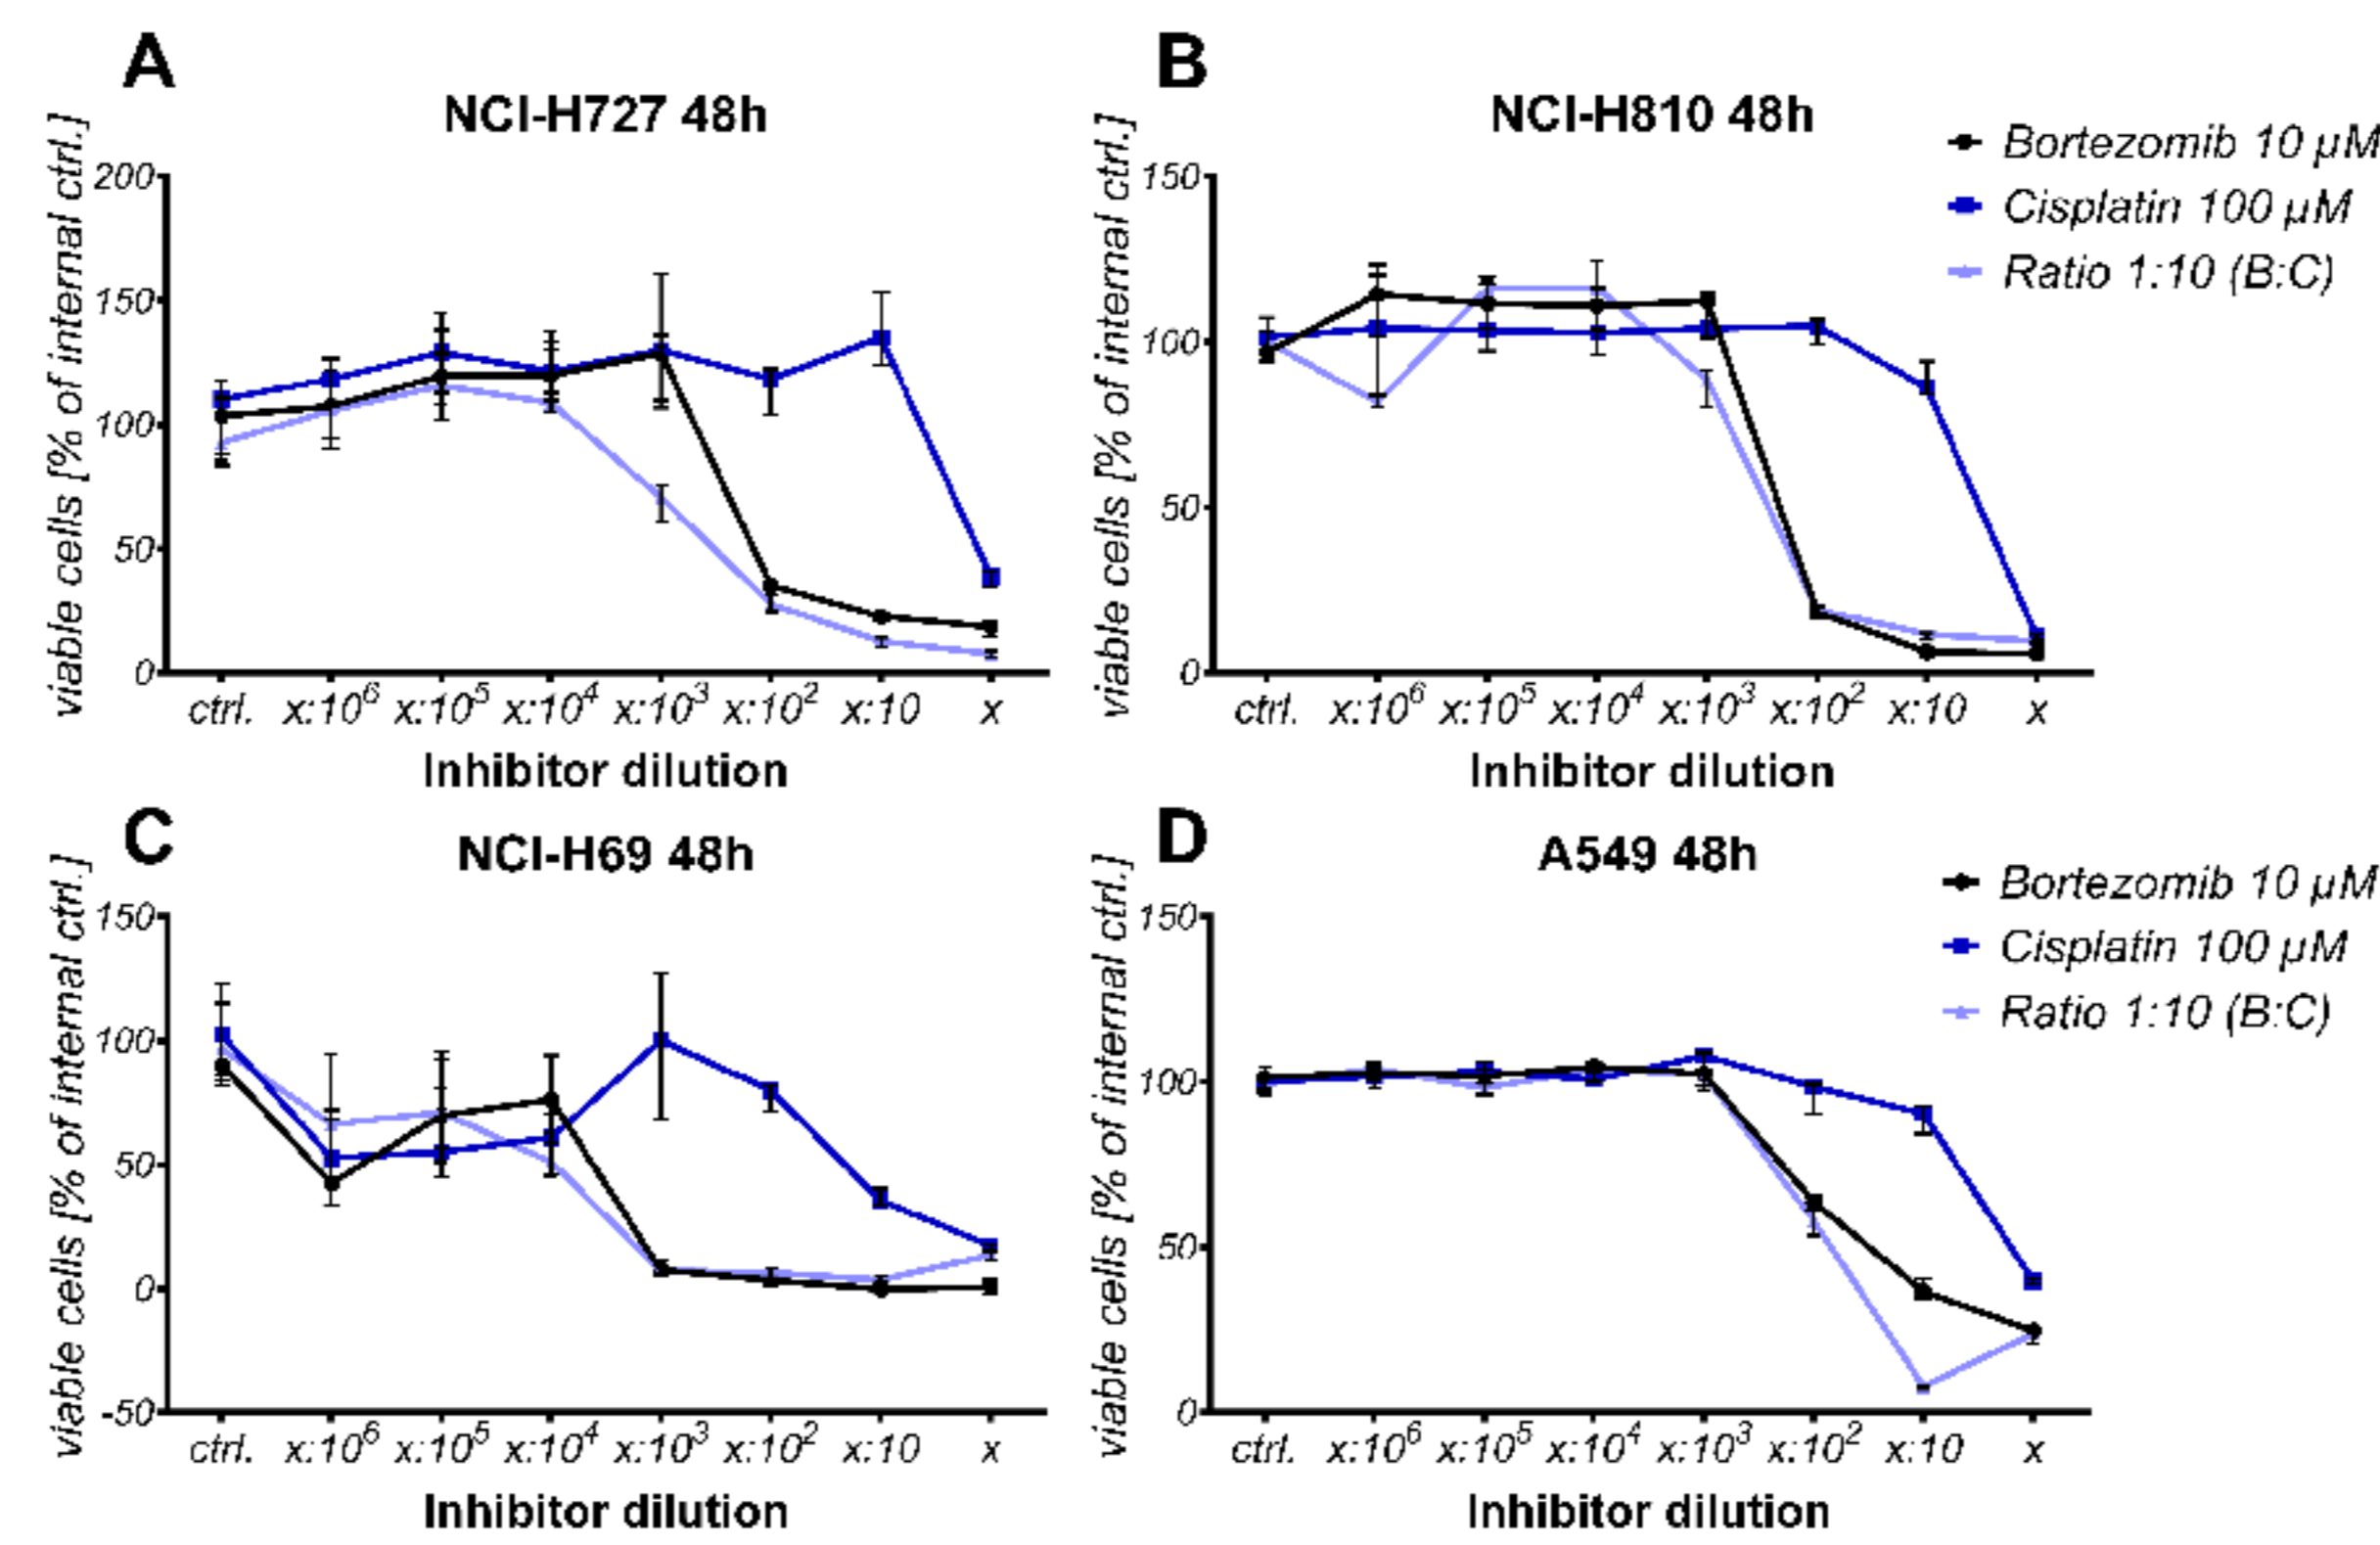 A
NCI-H727 48h
viable cells [% of internal ctrl.]
200
150
100
50
0
ctrl. x:10⁶ x:10⁵ x:10⁴ x:10³ x:10² x:10 x
Inhibitor dilution
B
NCI-H810 48h
viable cells [% of internal ctrl.]
150
100
50
0
ctrl. x:10⁶ x:10⁵ x:10⁴ x:10³ x:10² x:10 x
Inhibitor dilution
Bortezomib 10 µM
Cisplatin 100 µM
Ratio 1:10 (B:C)
C
NCI-H69 48h
viable cells [% of internal ctrl.]
150
100
50
0
-50
ctrl. x:10⁶ x:10⁵ x:10⁴ x:10³ x:10² x:10 x
Inhibitor dilution
D
A549 48h
viable cells [% of internal ctrl.]
150
100
50
0
ctrl. x:10⁶ x:10⁵ x:10⁴ x:10³ x:10² x:10 x
Inhibitor dilution
Bortezomib 10 µM
Cisplatin 100 µM
Ratio 1:10 (B:C)